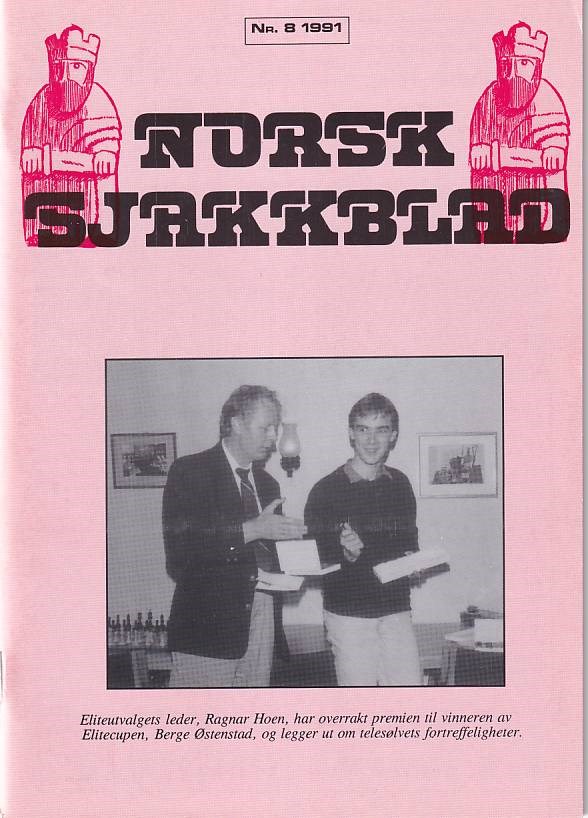 NR. 8 1991
NORSK
SJAKKBLAD
Eliteutvalgets leder, Ragnar Hoen, har overrakt premien til vinneren av
Elitecupen, Berge Østenstad, og legger ut om telesølvets fortreffeligheter.